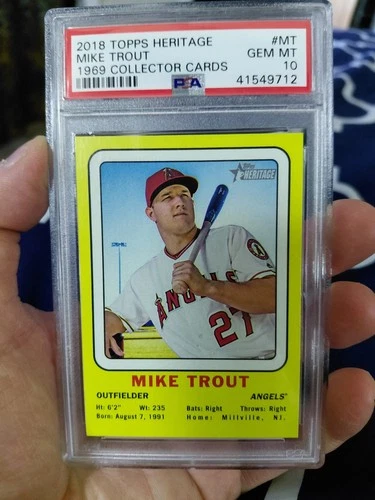 2018 TOPPS HERITAGE #MT
MIKE TROUT GEM MT
1969 COLLECTOR CARDS 10
PSA 41549712
Topps
HERITAGE
ANGELS
27
MIKE TROUT
OUTFIELDER ANGELS
Ht: 6'2" Wt: 235 Bats: Right Throws: Right
Born: August 7, 1991 Home: Millville, NJ.